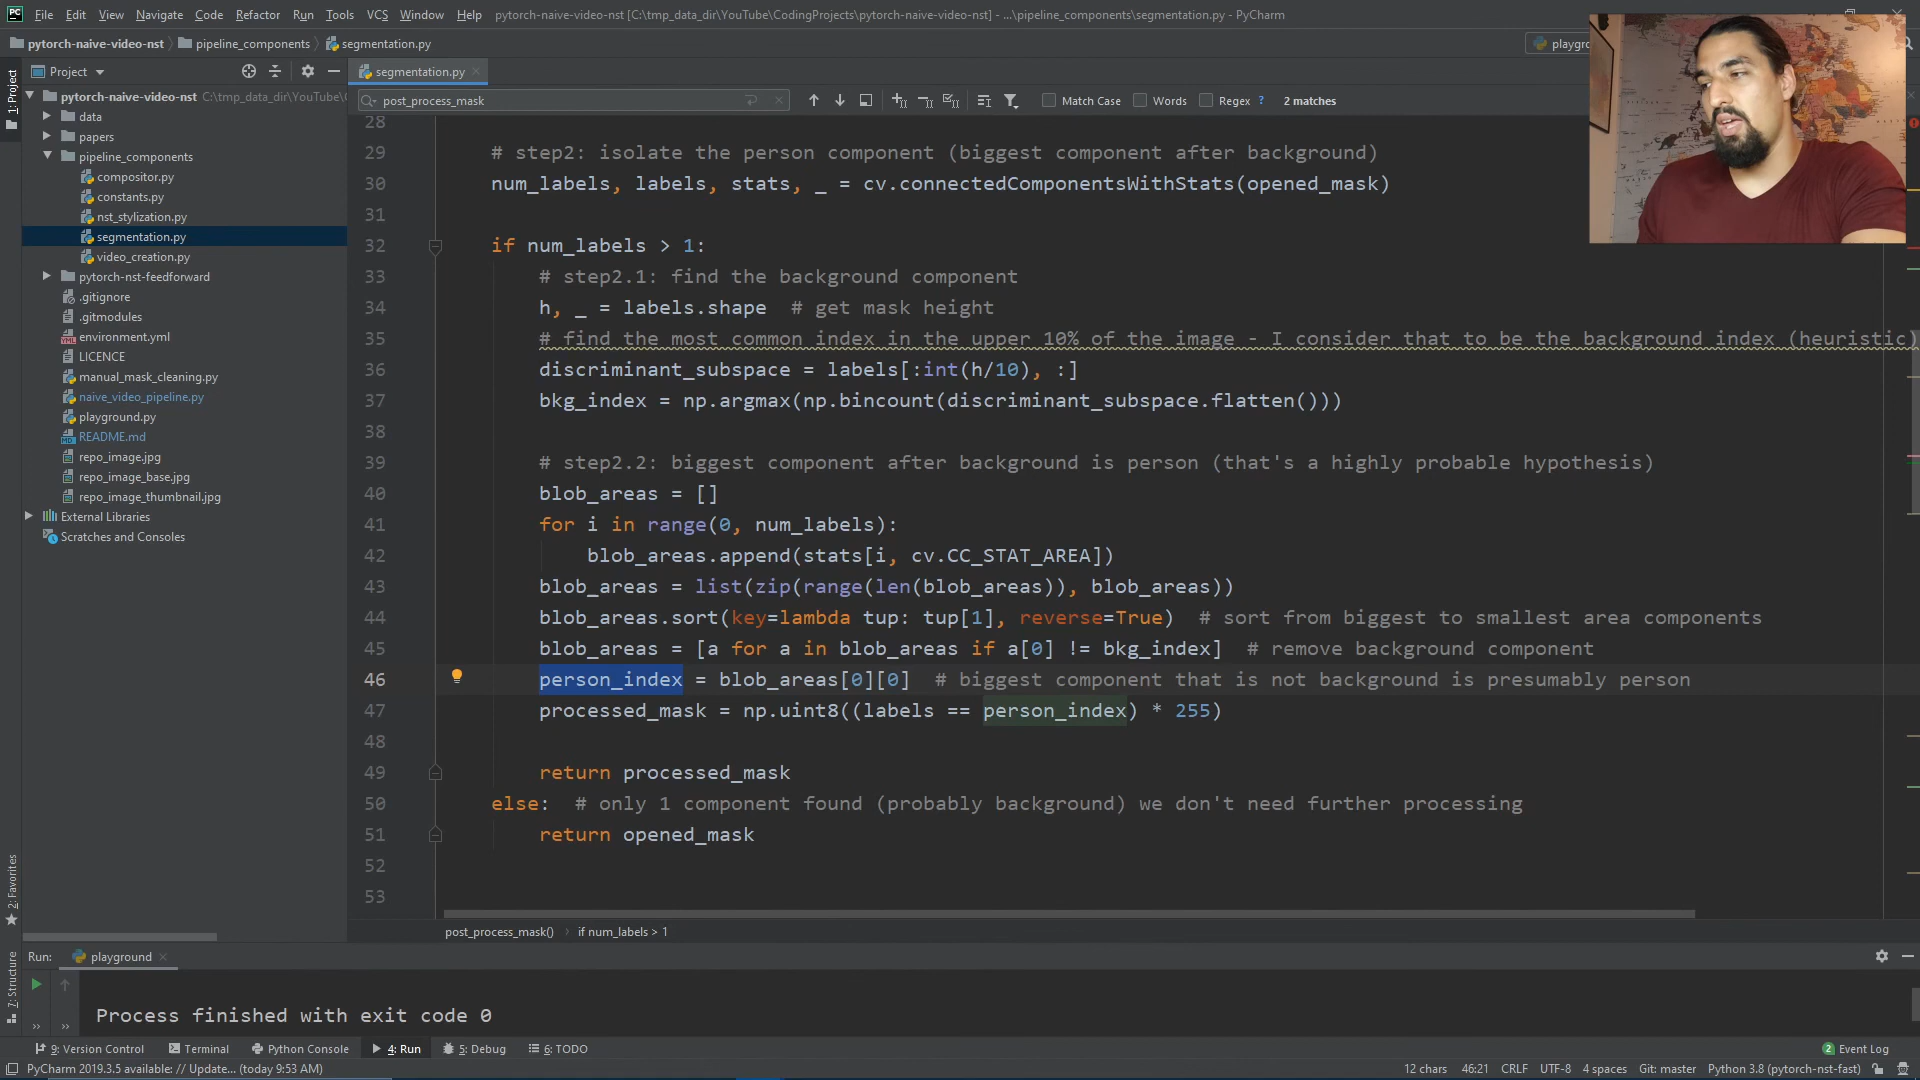 File Edit View Navigate Code Refactor Run Tools VCS Window Help pytorch-naive-video-nst [C:\tmp_data_dir\YouTube\CodingProjects\pytorch-naive-video-nst] - ...\pipeline_components\segmentation.py - PyCharm
pytorch-naive-video-nst pipeline_components segmentation.py
Project segmentation.py
post_process_mask Match Case Words Regex ? 2 matches
1: Project
pytorch-naive-video-nst C:\tmp_data_dir\YouTube\
data
papers
pipeline_components
compositor.py
constants.py
nst_stylization.py
segmentation.py
video_creation.py
pytorch-nst-feedforward
.gitignore
.gitmodules
environment.yml
LICENCE
manual_mask_cleaning.py
naive_video_pipeline.py
playground.py
README.md
repo_image.jpg
repo_image_base.jpg
repo_image_thumbnail.jpg
External Libraries
Scratches and Consoles
2: Favorites
7: Structure
28
29 # step2: isolate the person component (biggest component after background)
30 num_labels, labels, stats, _ = cv.connectedComponentsWithStats(opened_mask)
31
32 if num_labels > 1:
33 # step2.1: find the background component
34 h, _ = labels.shape # get mask height
35 # find the most common index in the upper 10% of the image - I consider that to be the background index (heuristic)
36 discriminant_subspace = labels[:int(h/10), :]
37 bkg_index = np.argmax(np.bincount(discriminant_subspace.flatten()))
38
39 # step2.2: biggest component after background is person (that's a highly probable hypothesis)
40 blob_areas = []
41 for i in range(0, num_labels):
42 blob_areas.append(stats[i, cv.CC_STAT_AREA])
43 blob_areas = list(zip(range(len(blob_areas)), blob_areas))
44 blob_areas.sort(key=lambda tup: tup[1], reverse=True) # sort from biggest to smallest area components
45 blob_areas = [a for a in blob_areas if a[0] != bkg_index] # remove background component
46 person_index = blob_areas[0][0] # biggest component that is not background is presumably person
47 processed_mask = np.uint8((labels == person_index) * 255)
48
49 return processed_mask
50 else: # only 1 component found (probably background) we don't need further processing
51 return opened_mask
52
53
post_process_mask() if num_labels > 1
Run: playground
Process finished with exit code 0
9: Version Control Terminal Python Console 4: Run 5: Debug 6: TODO 2 Event Log
PyCharm 2019.3.5 available: // Update... (today 9:53 AM) 12 chars 46:21 CRLF UTF-8 4 spaces Git: master Python 3.8 (pytorch-nst-fast)